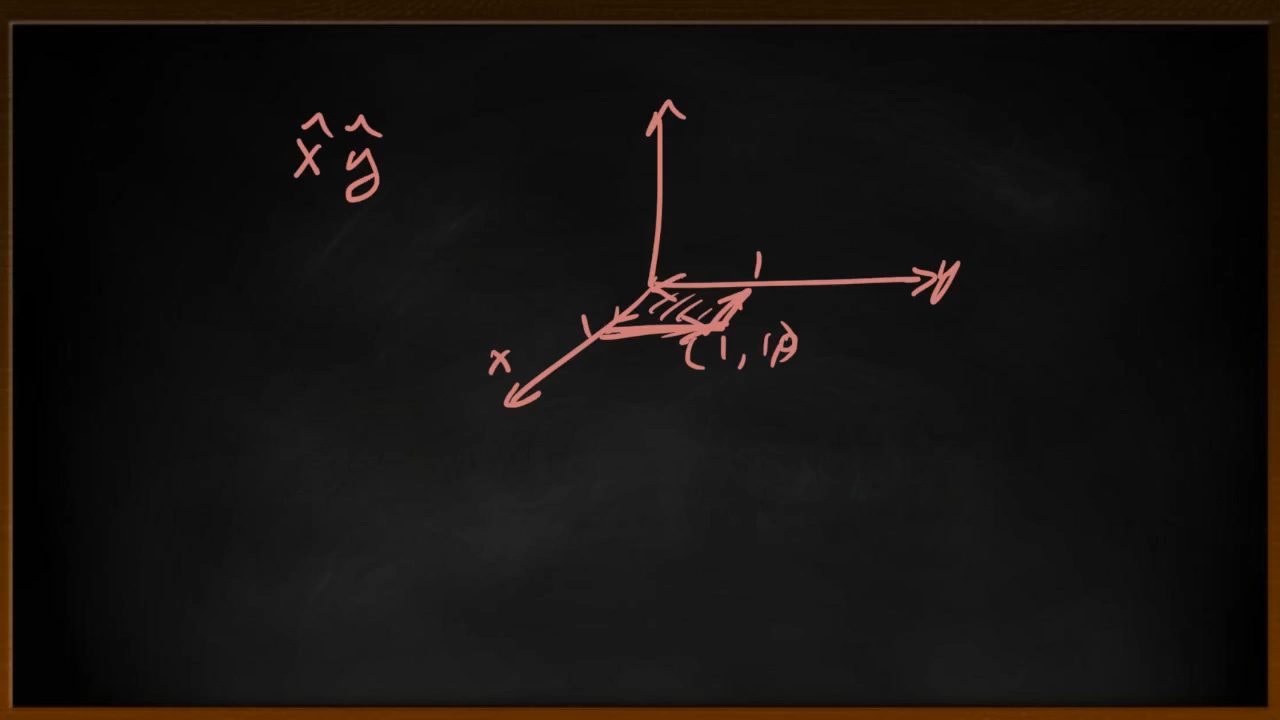 x̂ ŷ
1
y
1
x
(1, 1)